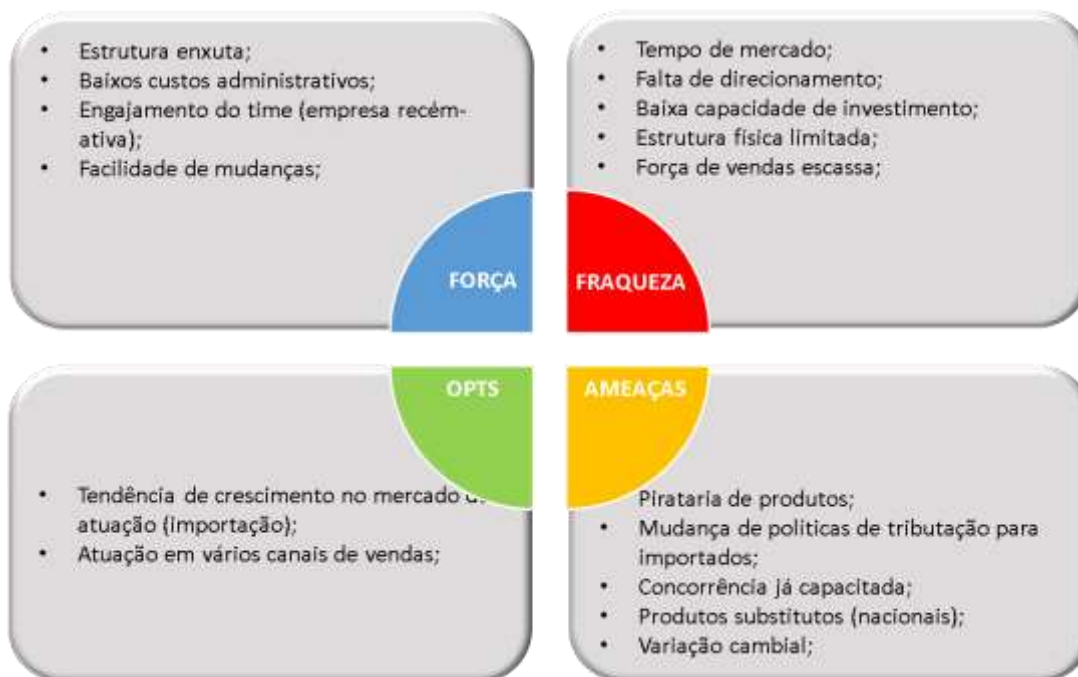 • Estrutura enxuta;
• Baixos custos administrativos;
• Engajamento do time (empresa recém-
ativa);
• Facilidade de mudanças;
FORÇA
• Tempo de mercado;
• Falta de direcionamento;
• Baixa capacidade de investimento;
• Estrutura física limitada;
• Força de vendas escassa;
FRAQUEZA
OPTS
• Tendência de crescimento no mercado
atuação (importação);
• Atuação em vários canais de vendas;
AMEAÇAS
Pirataria de produtos;
• Mudança de politicas de tributação para
importados;
• Concorrência já capacitada;
• Produtos substitutos (nacionais);
• Variação cambial;